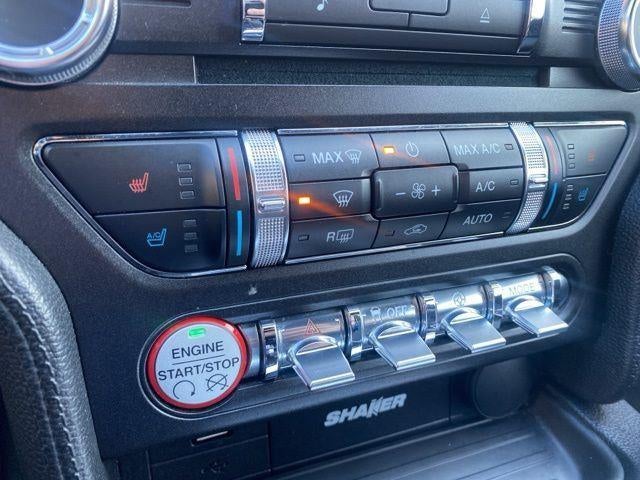 MAX
MAX A/C
A/C
- +
R
AUTO
A/C
OFF
MODE
ENGINE
START/STOP
SHAKER